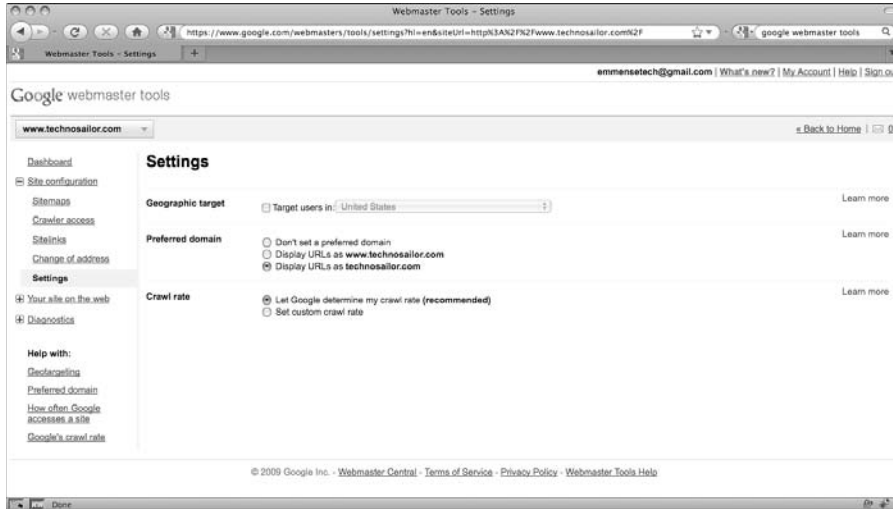 Webmaster Tools – Settings
https://www.google.com/webmasters/tools/settings?hl=en&siteUrl=http%3A%2F%2Fwww.technosailor.com%2F
google webmaster tools
Webmaster Tools – Settings
emmensetech@gmail.com | What's new? | My Account | Help | Sign ou
Google webmaster tools
www.technosailor.com
« Back to Home | 0
Dashboard
Site configuration
Sitemaps
Crawler access
Sitelinks
Change of address
Settings
Your site on the web
Diagnostics
Help with:
Geotargeting
Preferred domain
How often Google
accesses a site
Google's crawl rate
Settings
Geographic target
Target users in: United States
Learn more
Preferred domain
Don't set a preferred domain
Display URLs as www.technosailor.com
Display URLs as technosailor.com
Learn more
Crawl rate
Let Google determine my crawl rate (recommended)
Set custom crawl rate
Learn more
© 2009 Google Inc. - Webmaster Central - Terms of Service - Privacy Policy - Webmaster Tools Help
Done